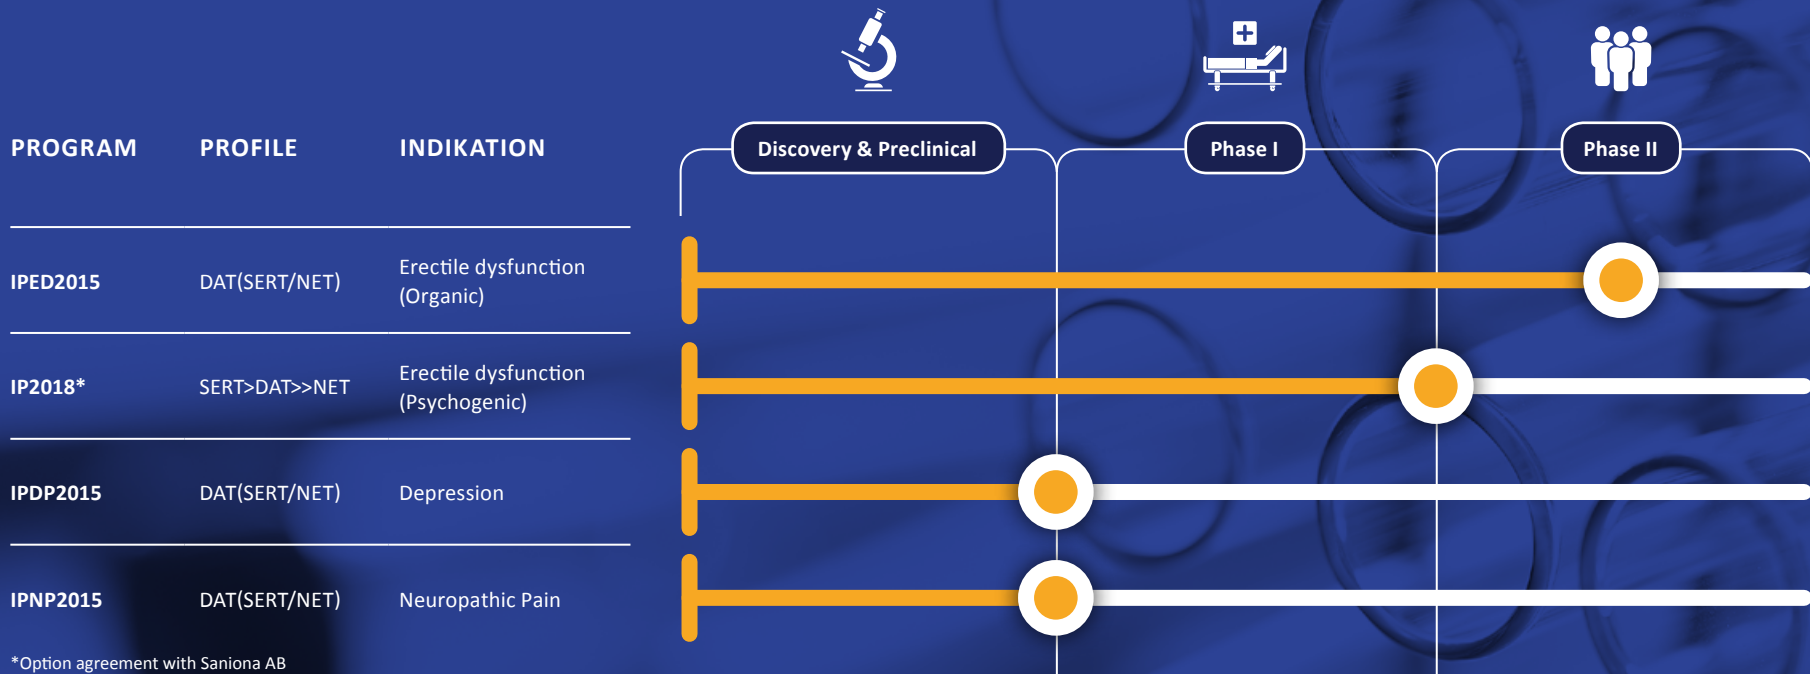 PROGRAM PROFILE INDIKATION Discovery & Preclinical Phase I Phase II
IPED2015 DAT(SERT/NET) Erectile dysfunction
(Organic)
IP2018* SERT>DAT>>NET Erectile dysfunction
(Psychogenic)
IPDP2015 DAT(SERT/NET) Depression
IPNP2015 DAT(SERT/NET) Neuropathic Pain
*Option agreement with Saniona AB